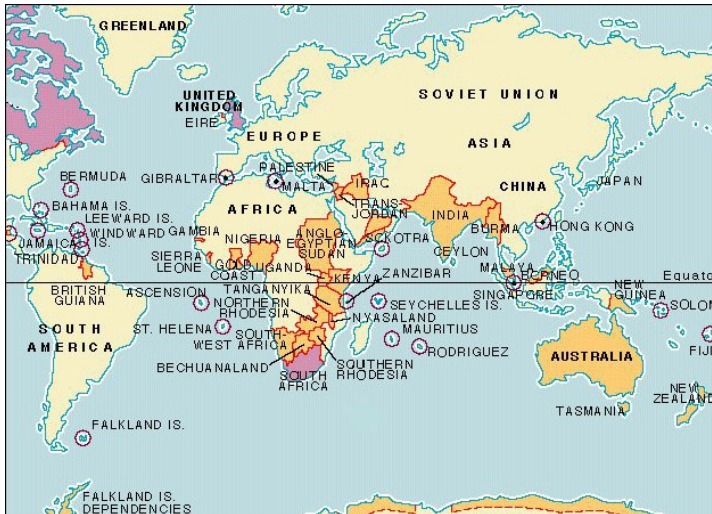 GREENLAND
UNITED
KINGDOM
EIRE
SOVIET UNION
EUROPE
ASIA
BERMUDA
GIBRALTAR
PALESTINE
MALTA
IRAQ
TRANS-
JORDAN
CHINA
JAPAN
BAHAMA IS.
LEEWARD IS.
WINDWARD
IS.
JAMAICA
TRINIDAD
GAMBIA
AFRICA
NIGERIA
ANGLO-
EGYPTIAN
SUDAN
SIERRA
LEONE
GOLD
COAST
UGANDA
KENYA
SCKOTRA
INDIA
BURMA
CEYLON
HONG KONG
MALAYA
BORNEO
SINGAPORE
ZANZIBAR
TANGANYIKA
Equato
BRITISH
GUIANA
ASCENSION
NORTHERN
RHODESIA
SEYCHELLES IS.
NEW
GUINEA
SOLOM
SOUTH
AMERICA
ST. HELENA
SOUTH-
WEST AFRICA
NYASALAND
MAURITIUS
RODRIGUEZ
FIJI
BECHUANALAND
SOUTH
AFRICA
SOUTHERN
RHODESIA
AUSTRALIA
TASMANIA
NEW
ZEALAND
FALKLAND IS.
FALKLAND IS.
DEPENDENCIES